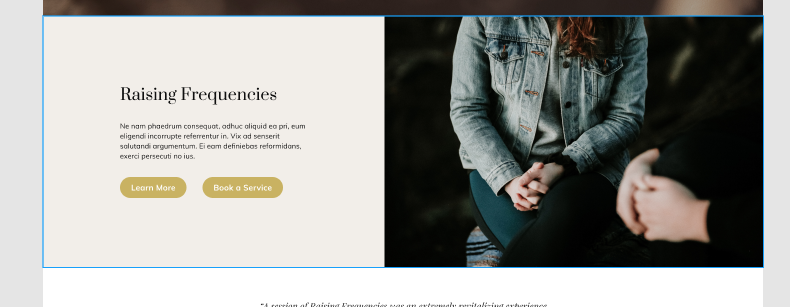 Raising Frequencies
Ne nam phaedrum consequat, adhuc aliquid ea pri, eum
eligendi incorrupte referrentur in. Vix ad senserit
salutandi argumentum. Ei eam definiebas reformidans,
exerci persecuti no ius.
Learn More
Book a Service
"A session of Raising Frequencies was an extremely revitalizing experience